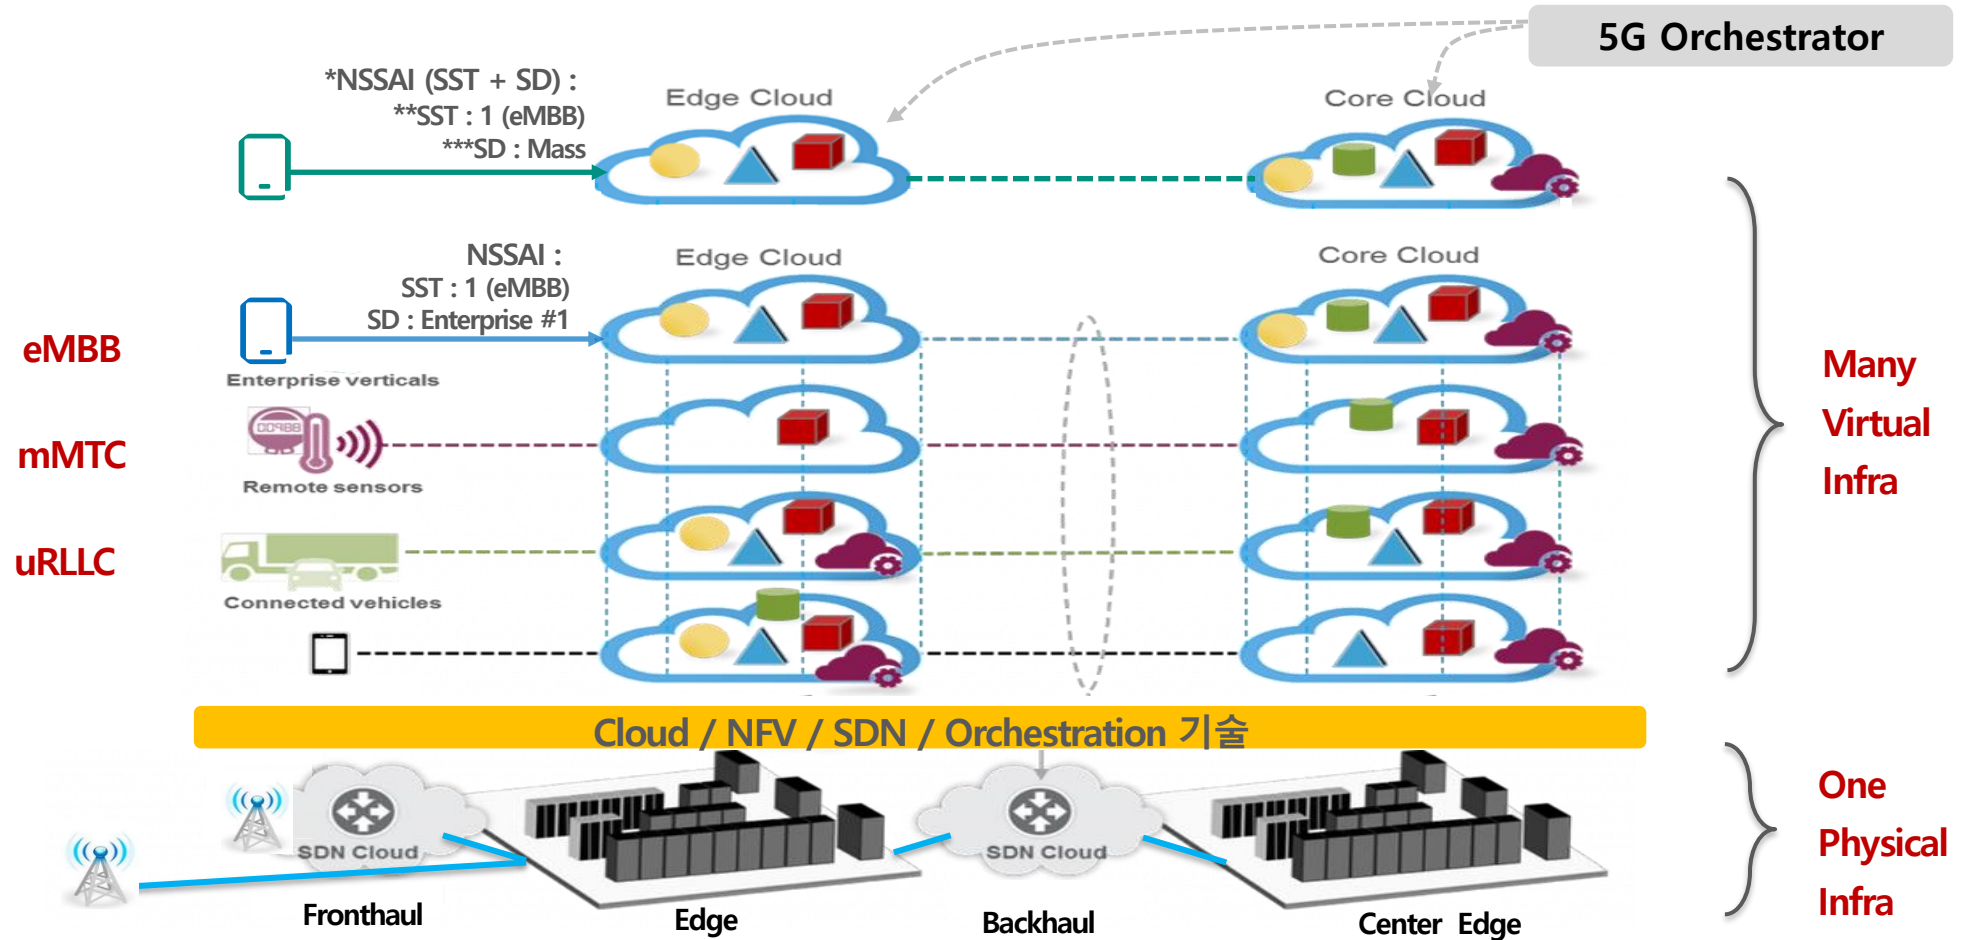 5G Orchestrator
*NSSAI (SST + SD) :
**SST : 1 (eMBB)
***SD : Mass
Edge Cloud
Core Cloud
NSSAI :
SST : 1 (eMBB)
SD : Enterprise #1
Edge Cloud
Core Cloud
eMBB
Enterprise verticals
mMTC
Remote sensors
uRLLC
Connected vehicles
Many
Virtual
Infra
Cloud / NFV / SDN / Orchestration 기술
SDN Cloud
SDN Cloud
Fronthaul
Edge
Backhaul
Center Edge
One
Physical
Infra